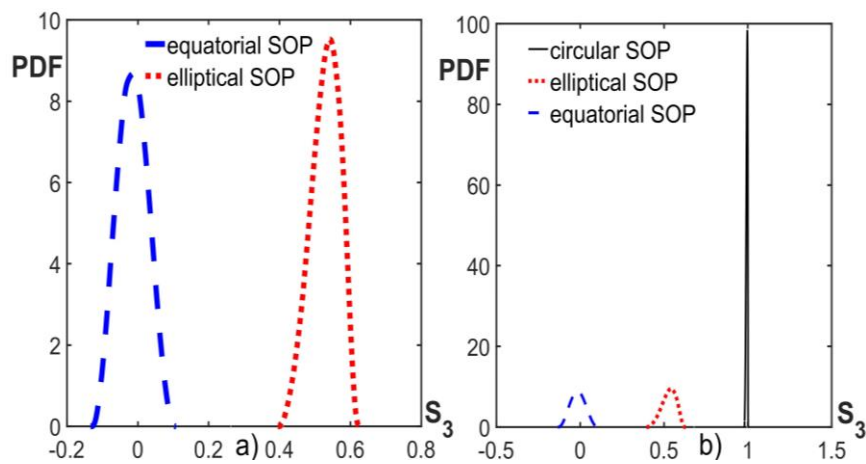 10
PDF
8
6
4
2
0
equatorial SOP
elliptical SOP
-0.2 0 0.2 0.4 0.6 0.8
S3
a)
100
PDF
80
60
40
20
0
circular SOP
elliptical SOP
equatorial SOP
-0.5 0 0.5 1 1.5
S3
b)